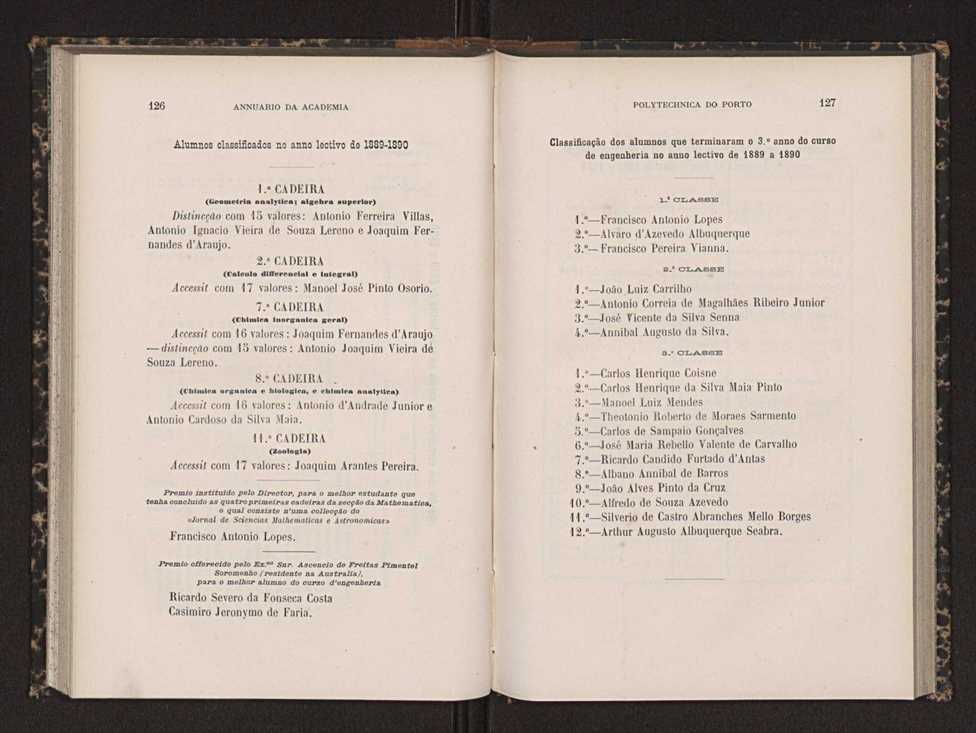 126 ANNUARIO DA ACADEMIA
Alumnos classificados no anno lectivo de 1889-1890
1.ª CADEIRA
(Geometria analytica; algebra superior)
Distincção com 15 valores: Antonio Ferreira Villas,
Antonio Ignacio Vieira de Souza Lereno e Joaquim Fer-
nandes d'Araujo.
2.ª CADEIRA
(Calculo differencial e integral)
Accessit com 17 valores: Manoel José Pinto Osorio.
7.ª CADEIRA
(Chimica inorganica geral)
Accessit com 16 valores: Joaquim Fernandes d'Araujo
—distincção com 15 valores: Antonio Joaquim Vieira de
Souza Lereno.
8.ª CADEIRA
(Chimica organica e biologica, e chimica analytica)
Accessit com 16 valores: Antonio d'Andrade Junior e
Antonio Cardoso da Silva Maia.
11.ª CADEIRA
(Zoologia)
Accessit com 17 valores: Joaquim Arantes Pereira.
Premio instituido pelo Director, para o melhor estudante que
tenha concluido as quatro primeiras cadeiras da secção da Mathematica,
o qual consiste n'uma collecção do
«Jornal de Sciencias Mathematicas e Astronomicas»
Francisco Antonio Lopes.
Premio offerecido pelo Ex.mo Snr. Ascencio de Freitas Pimentel
Soromenho (residente na Australia),
para o melhor alumno do curso d'engenheria
Ricardo Severo da Fonseca Costa
Casimiro Jeronymo de Faria.
POLYTECHNICA DO PORTO 127
Classificação dos alumnos que terminaram o 3.º anno do curso
de engenheria no anno lectivo de 1889 a 1890
1.ª CLASSE
1.º—Francisco Antonio Lopes
2.º—Alvaro d'Azevedo Albuquerque
3.º—Francisco Pereira Vianna.
2.ª CLASSE
1.º—João Luiz Carrilho
2.º—Antonio Correia de Magalhães Ribeiro Junior
3.º—José Vicente da Silva Senna
4.º—Annibal Augusto da Silva.
3.ª CLASSE
1.º—Carlos Henrique Coisne
2.º—Carlos Henrique da Silva Maia Pinto
3.º—Manoel Luiz Mendes
4.º—Theotonio Roberto de Moraes Sarmento
5.º—Carlos de Sampaio Gonçalves
6.º—José Maria Rebello Valente de Carvalho
7.º—Ricardo Candido Furtado d'Antas
8.º—Albano Annibal de Barros
9.º—João Alves Pinto da Cruz
10.º—Alfredo de Souza Azevedo
11.º—Silverio de Castro Abranches Mello Borges
12.º—Arthur Augusto Albuquerque Seabra.